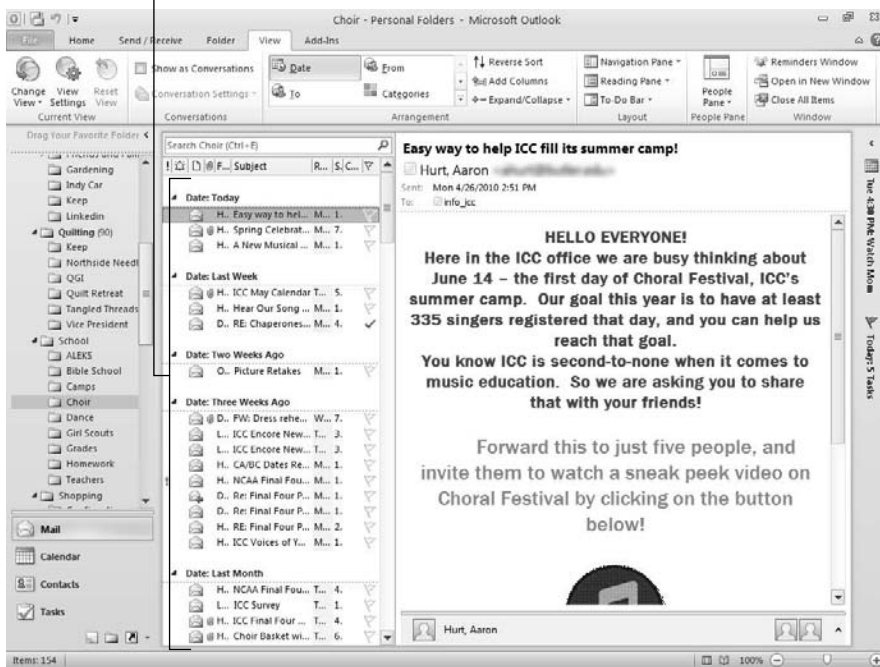 Choir - Personal Folders - Microsoft Outlook
File Home Send / Receive Folder View Add-Ins
Change View View Settings Reset View
Current View
Show as Conversations
Conversation Settings
Conversations
Date From
To Categories
Reverse Sort
Add Columns
Expand/Collapse
Arrangement
Navigation Pane
Reading Pane
To-Do Bar
Layout
People Pane
People Pane
Reminders Window
Open in New Window
Close All Items
Window
Drag Your Favorite Folder
Gardening
Indy Car
Keep
Linkedin
Quilting (90)
Keep
Northside Needl
QGI
Quilt Retreat
Tangled Threads
Vice President
School
ALEKS
Bible School
Camps
Choir
Dance
Girl Scouts
Grades
Homework
Teachers
Shopping
Mail
Calendar
Contacts
Tasks
Search Choir (Ctrl+E)
! F... Subject R... S. C...
Date: Today
H.. Easy way to hel... M... 1.
H.. Spring Celebrat... M... 7.
H.. A New Musical ... M... 1.
Date: Last Week
H.. ICC May Calendar T... 5.
H.. Hear Our Song ... M... 1.
D.. RE: Chaperones... M... 4.
Date: Two Weeks Ago
O.. Picture Retakes M... 1.
Date: Three Weeks Ago
D.. FW: Dress rehe... W... 7.
L... ICC Encore New... T... 3.
L... ICC Encore New... T... 3.
H.. CA/BC Dates Re... M... 1.
H.. NCAA Final Fou... M... 1.
D.. Re: Final Four P... M... 1.
D.. Re: Final Four P... M... 1.
H.. RE: Final Four P... M... 2.
H.. ICC Voices of Y... M... 1.
Date: Last Month
H.. NCAA Final Fou... T... 4.
L... ICC Survey T... 1.
H.. ICC Final Four ... T... 4.
H.. Choir Basket wi... T... 6.
Easy way to help ICC fill its summer camp!
Hurt, Aaron
Sent: Mon 4/26/2010 2:51 PM
To: info_icc
HELLO EVERYONE!
Here in the ICC office we are busy thinking about
June 14 – the first day of Choral Festival, ICC's
summer camp. Our goal this year is to have at least
335 singers registered that day, and you can help us
reach that goal.
You know ICC is second-to-none when it comes to
music education. So we are asking you to share
that with your friends!
Forward this to just five people, and
invite them to watch a sneak peek video on
Choral Festival by clicking on the button
below!
Hurt, Aaron
Tue 4:30 PM: Watch Mom
Today: 5 Tasks
Items: 154
100%